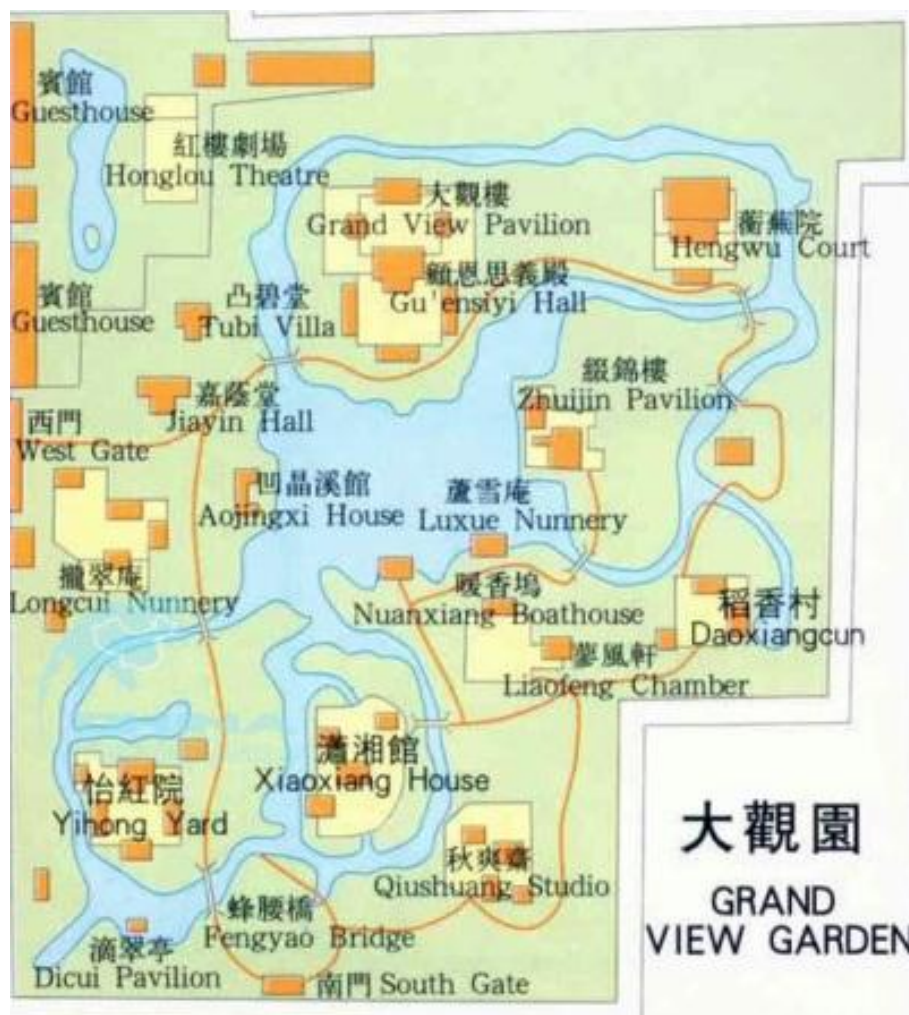 賓館
Guesthouse
紅樓劇場
Honglou Theatre
大觀樓
Grand View Pavilion
蘅蕪院
Hengwu Court
顧恩思義殿
Gu'ensiyi Hall
賓館
Guesthouse
凸碧堂
Tubi Villa
綴錦樓
Zhuijin Pavilion
嘉蔭堂
Jiayin Hall
西門
West Gate
凹晶溪館
Aojingxi House
蘆雪庵
Luxue Nunnery
攏翠庵
Longcui Nunnery
暖香塢
Nuanxiang Boathouse
稻香村
Daoxiangcun
蓼風軒
Liaofeng Chamber
瀟湘館
Xiaoxiang House
怡紅院
Yihong Yard
秋爽齋
Qiushuang Studio
蜂腰橋
Fengyao Bridge
滴翠亭
Dicui Pavilion
南門 South Gate
大觀園
GRAND
VIEW GARDEN